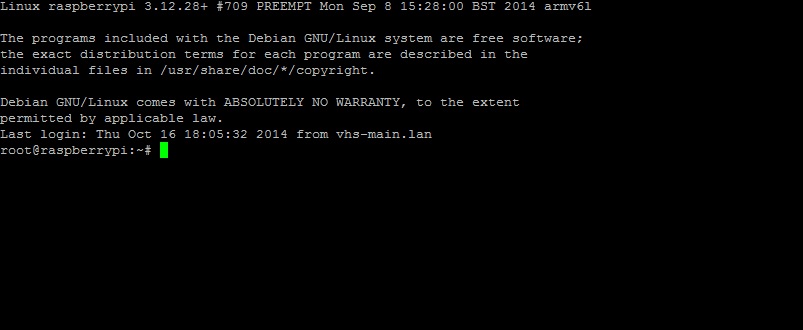 Linux raspberrypi 3.12.28+ #709 PREEMPT Mon Sep 8 15:28:00 BST 2014 armv6l
The programs included with the Debian GNU/Linux system are free software;
the exact distribution terms for each program are described in the
individual files in /usr/share/doc/*/copyright.
Debian GNU/Linux comes with ABSOLUTELY NO WARRANTY, to the extent
permitted by applicable law.
Last login: Thu Oct 16 18:05:32 2014 from vhs-main.lan
root@raspberrypi:~#